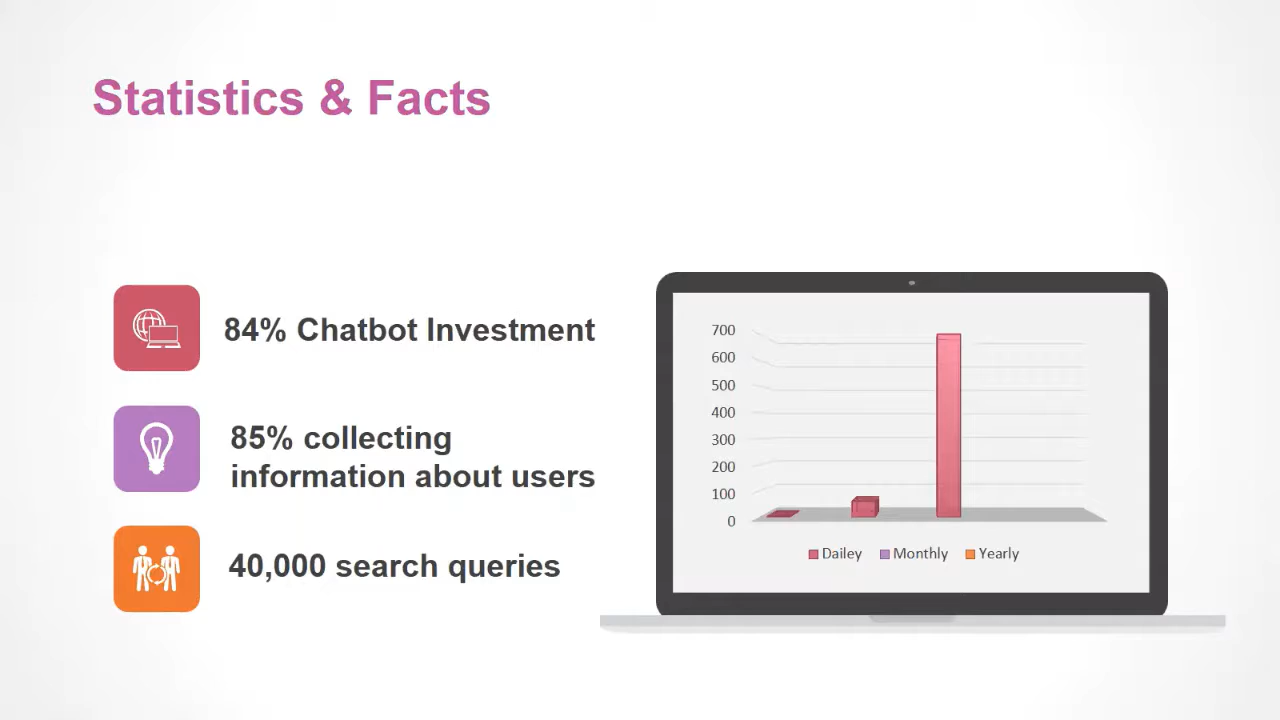 Statistics & Facts
84% Chatbot Investment
85% collecting
information about users
40,000 search queries
700
600
500
400
300
200
100
0
Dailey Monthly Yearly